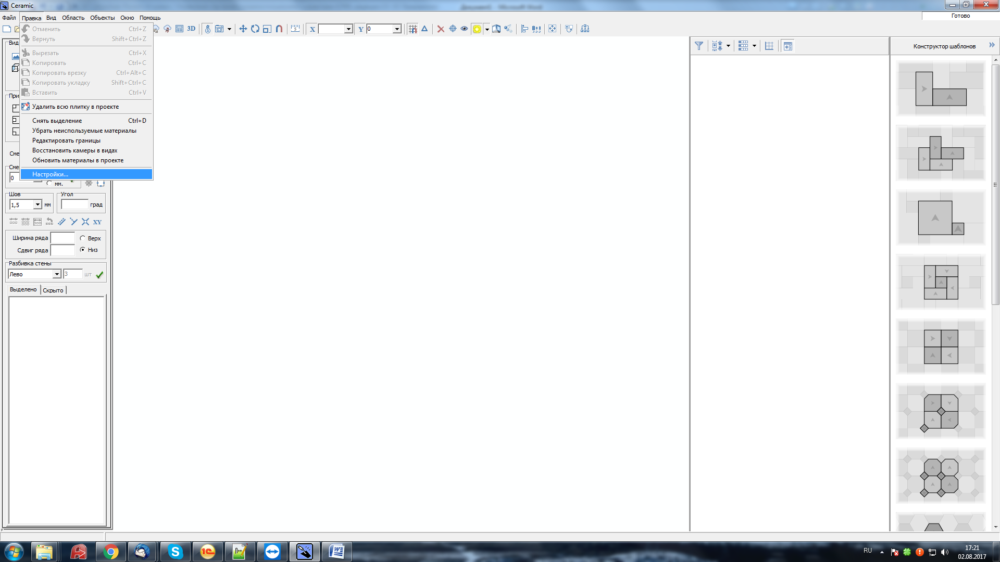 Ceramic
Файл Правка Вид Область Объекты Окно Помощь
Готово
Отменить Ctrl+Z
Вернуть Shift+Ctrl+Z
Вырезать Ctrl+X
Копировать Ctrl+C
Копировать врезку Ctrl+Alt+C
Копировать укладку Shift+Ctrl+C
Вставить Ctrl+V
Удалить всю плитку в проекте
Снять выделение Ctrl+D
Убрать неиспользуемые материалы
Редактировать границы
Восстановить камеры в видах
Обновить материалы в проекте
Настройки...
3D X Y 0
Вид
При
Сме
Сме
0
мм.
Шов Угол
1,5 мм град
XY
Ширина ряда Верх
Сдвиг ряда Низ
Разбивка стены
Лево 3 шт
Выделено Скрыто
Конструктор шаблонов
RU
17:21
02.08.2017